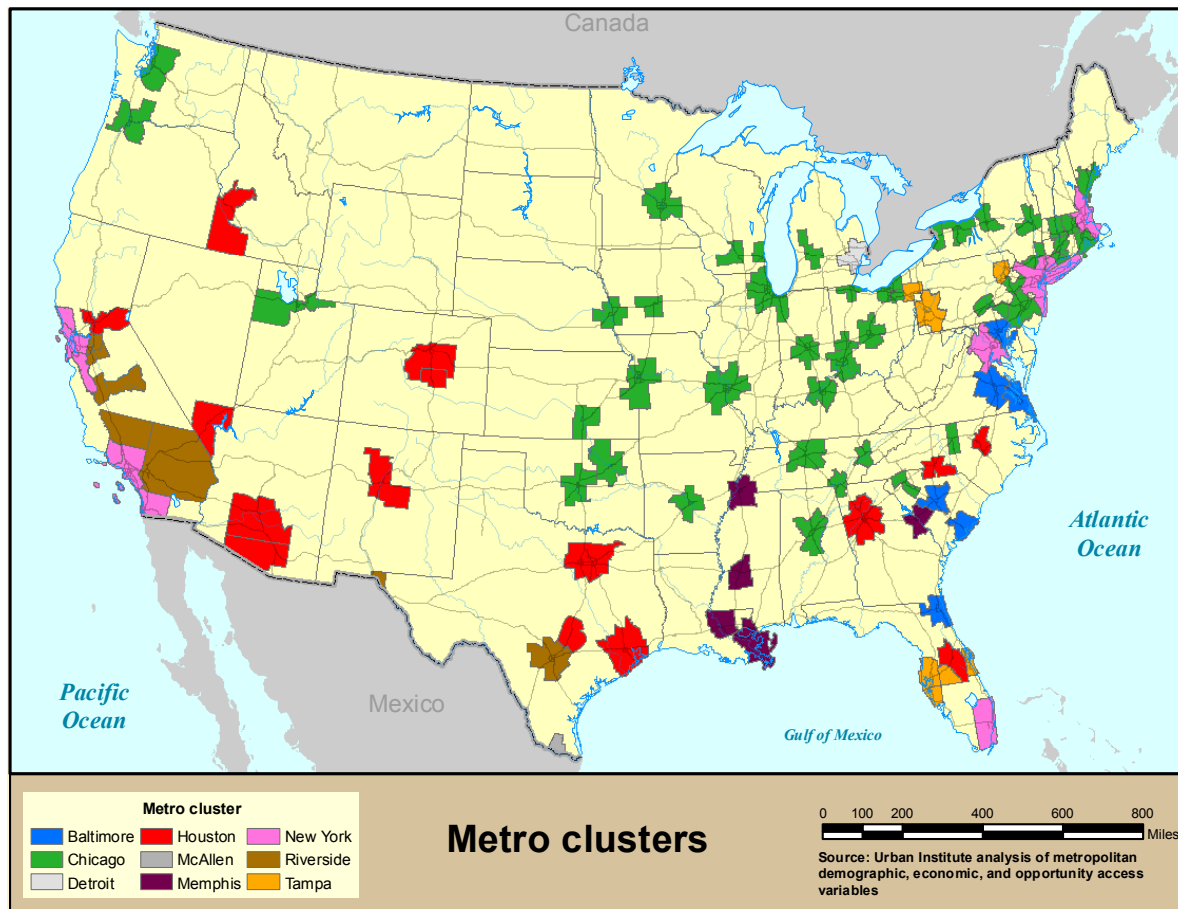 Canada
Pacific
Ocean
Mexico
Gulf of Mexico
Atlantic
Ocean
Metro cluster
Baltimore
Houston
New York
Chicago
McAllen
Riverside
Detroit
Memphis
Tampa
Metro clusters
0 100 200 400 600 800
Miles
Source: Urban Institute analysis of metropolitan
demographic, economic, and opportunity access
variables